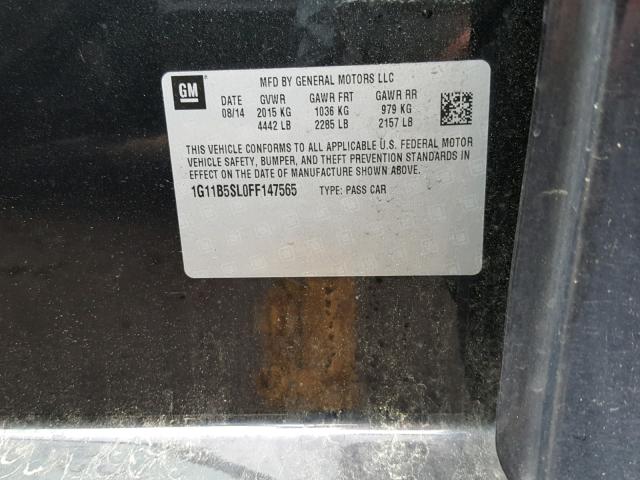 GM
MFD BY GENERAL MOTORS LLC
DATE GVWR GAWR FRT GAWR RR
08/14 2015 KG 1036 KG 979 KG
4442 LB 2285 LB 2157 LB
THIS VEHICLE CONFORMS TO ALL APPLICABLE U.S. FEDERAL MOTOR
VEHICLE SAFETY, BUMPER, AND THEFT PREVENTION STANDARDS IN
EFFECT ON THE DATE OF MANUFACTURE SHOWN ABOVE.
1G11B5SL0FF147565 TYPE: PASS CAR